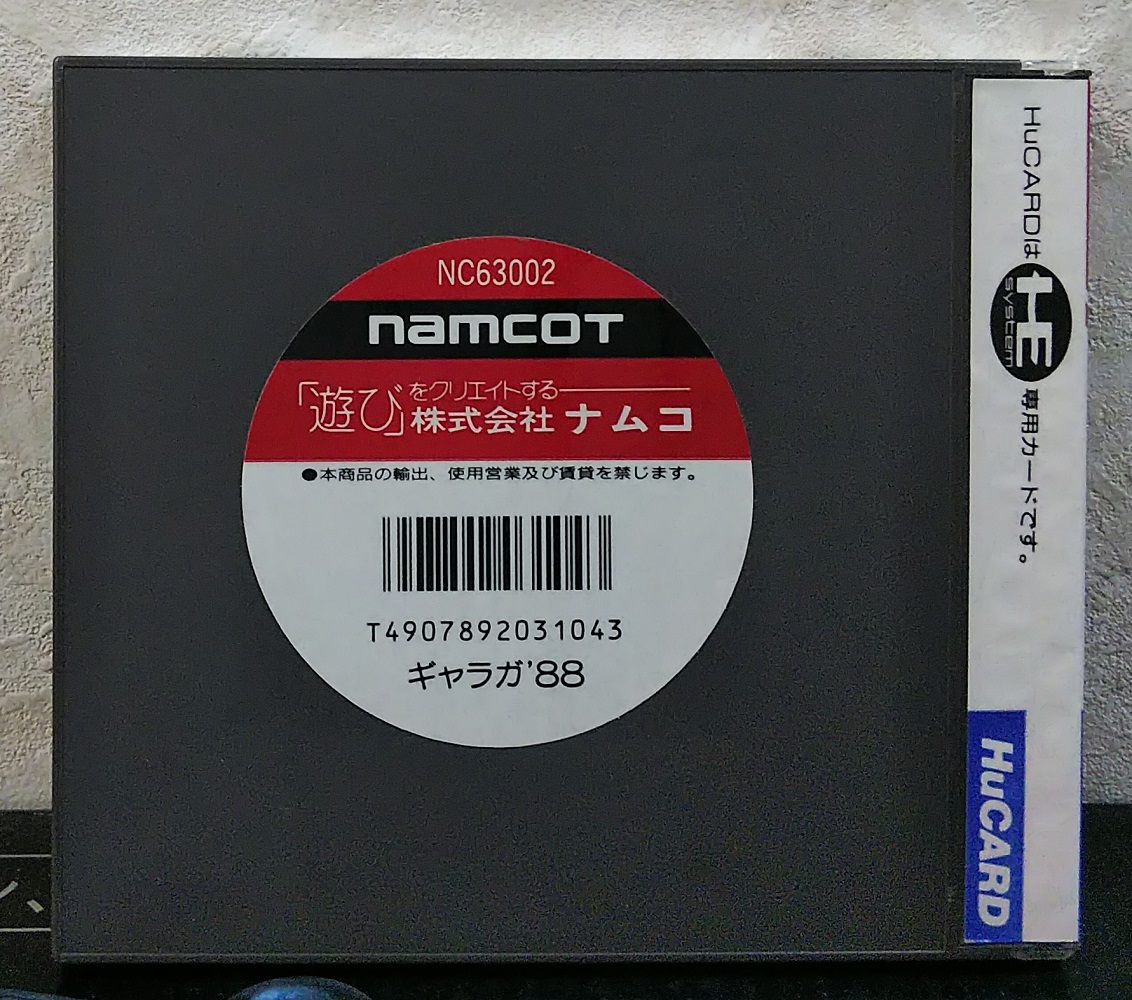 NC63002
namcot
「遊び」をクリエイトする
株式会社ナムコ
●本商品の輸出、使用営業及び賃貸を禁じます。
T4907892031043
ギャラガ'88
HuCARDは HE system 専用カードです。
HuCARD